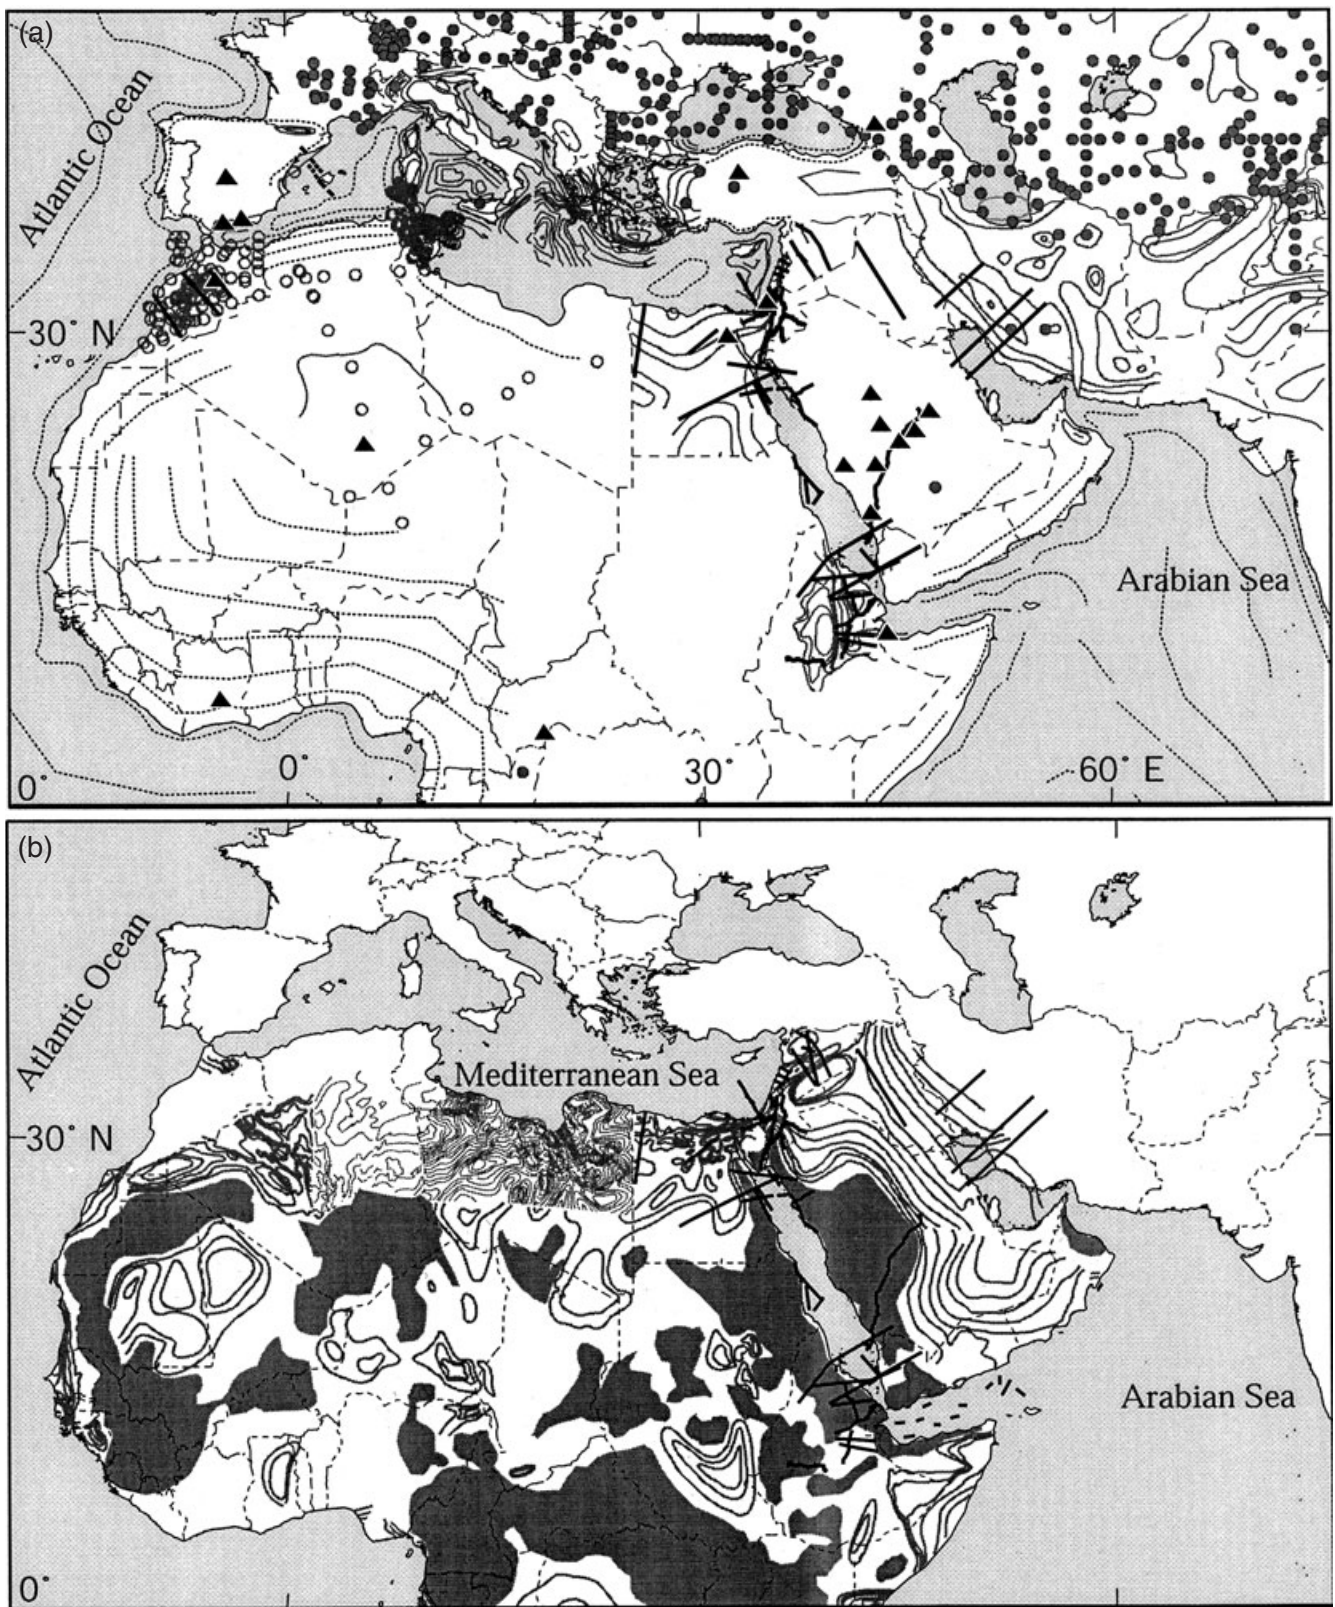 (a)
Atlantic Ocean
30° N
Arabian Sea
0°
0°
30°
60° E
(b)
Atlantic Ocean
Mediterranean Sea
30° N
Arabian Sea
0°